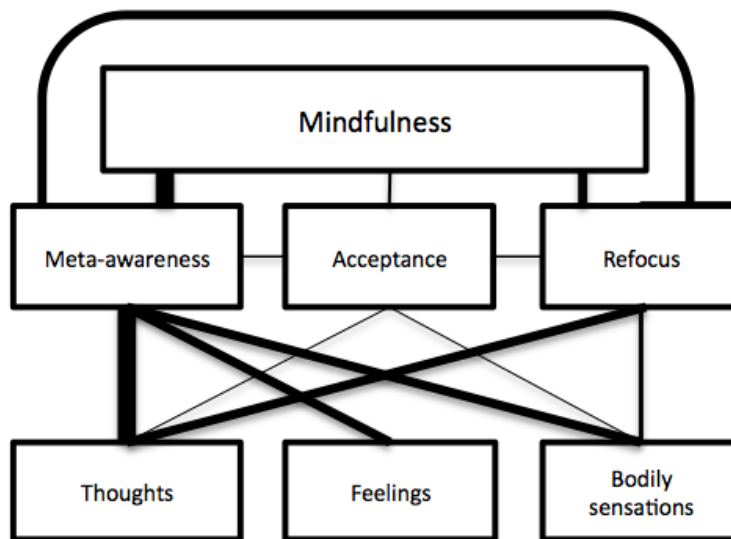 Mindfulness
Meta-awareness
Acceptance
Refocus
Thoughts
Feelings
Bodily
sensations